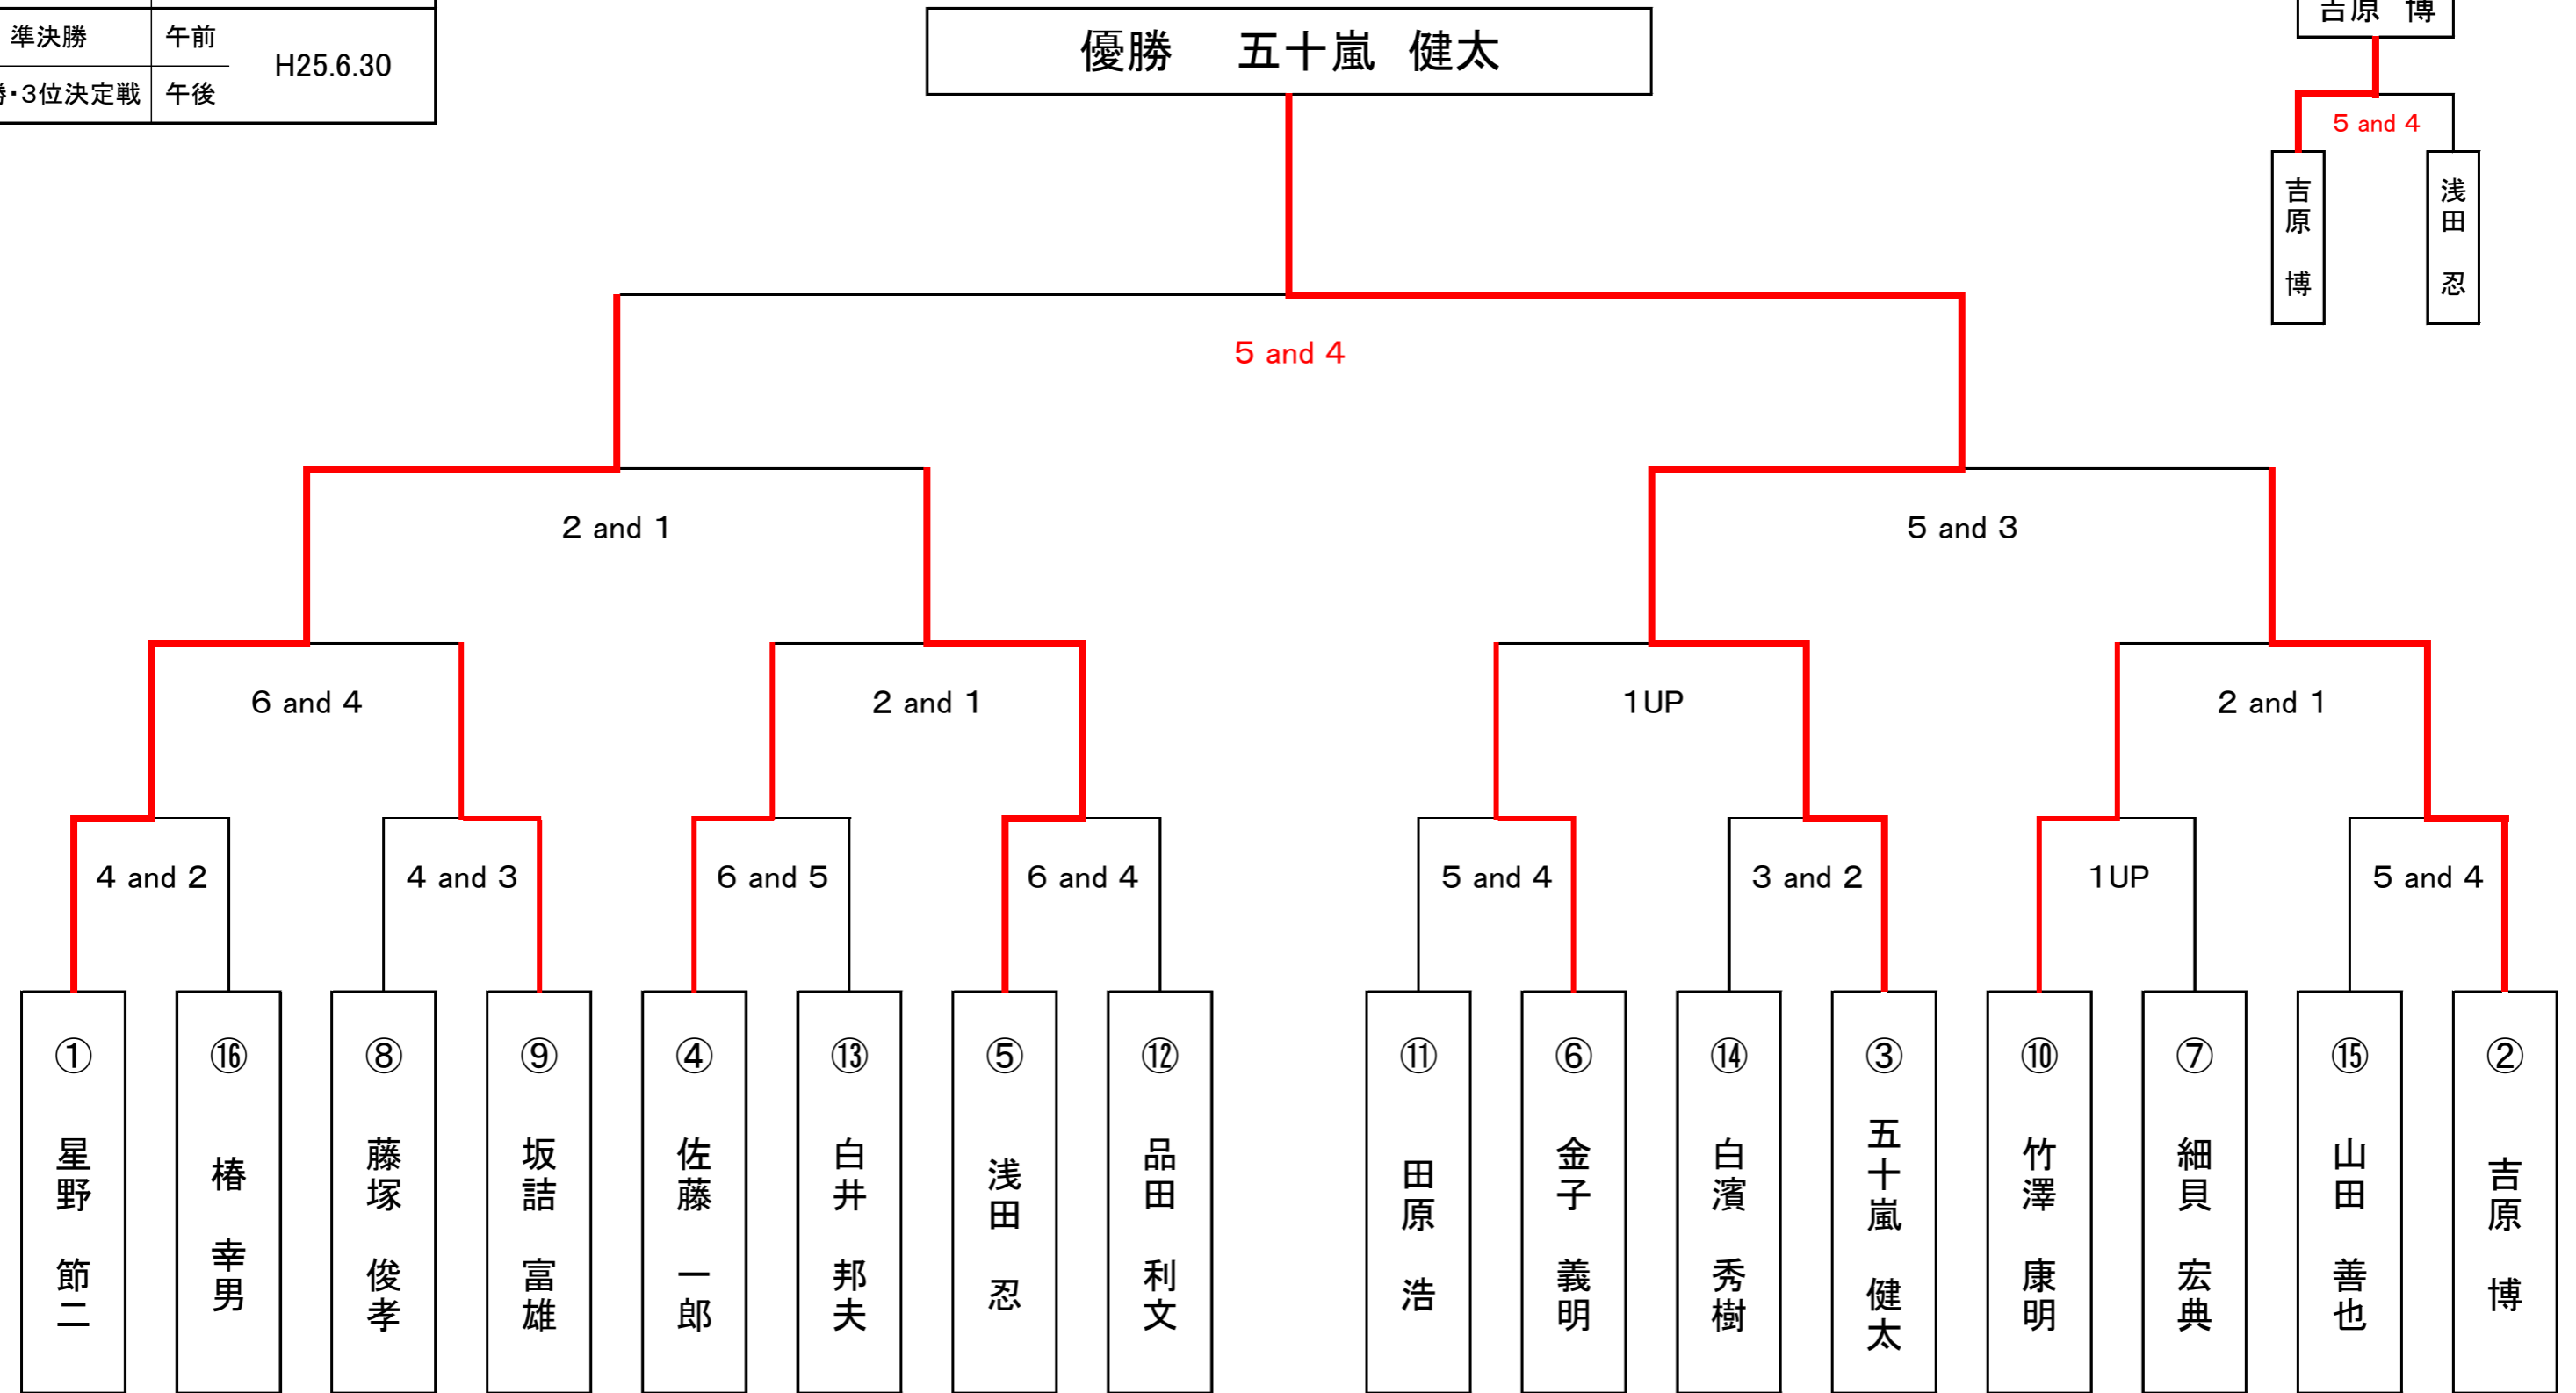 準決勝 午前
H25.6.30
・3位決定戦 午後
優勝 五十嵐 健太
吉原 博
5 and 4
吉原 博
浅田 忍
5 and 4
2 and 1
5 and 3
6 and 4
2 and 1
1UP
2 and 1
4 and 2
4 and 3
6 and 5
6 and 4
5 and 4
3 and 2
1UP
5 and 4
① 星野 節二
⑯ 椿 幸男
⑧ 藤塚 俊孝
⑨ 坂詰 富雄
④ 佐藤 一郎
⑬ 白井 邦夫
⑤ 浅田 忍
⑫ 品田 利文
⑪ 田原 浩
⑥ 金子 義明
⑭ 白濱 秀樹
③ 五十嵐 健太
⑩ 竹澤 康明
⑦ 細貝 宏典
⑮ 山田 善也
② 吉原 博